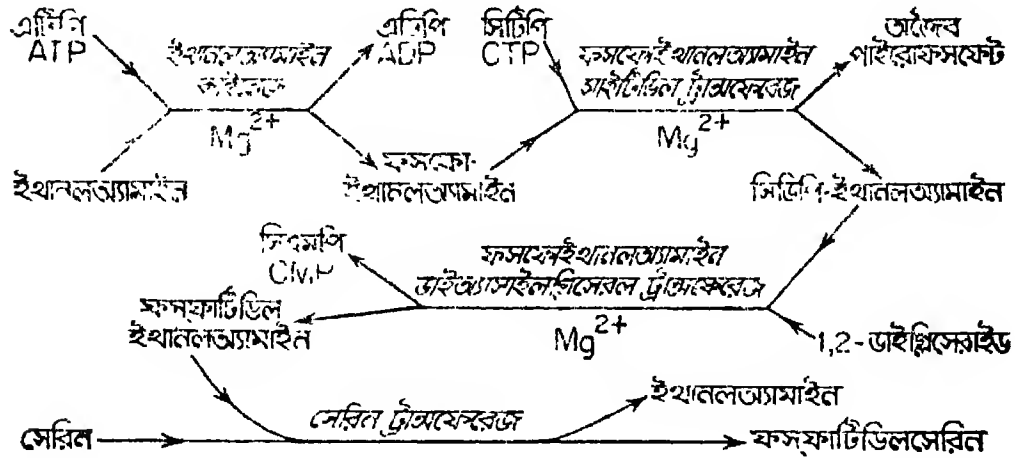 এটিপি
ATP
ইথানলঅ্যামাইন
কাইনেজ
Mg2+
এডিপি
ADP
ইথানলঅ্যামাইন
ফসফো-
ইথানলঅ্যামাইন
সিটিপি
CTP
ফসফোইথানলঅ্যামাইন
সাইটিডিল ট্রান্সফেরেজ
Mg2+
অজৈব
পাইরোফসফেট
সিডিপি-ইথানলঅ্যামাইন
সিএমপি
CMP
ফসফোইথানলঅ্যামাইন
ডাইঅ্যাসাইলগ্লিসেরল ট্রান্সফেরেজ
Mg2+
1,2-ডাইগ্লিসেরাইড
ফস্‌ফাটিডিল
ইথানলঅ্যামাইন
সেরিন
সেরিন ট্রান্সফেরেজ
ইথানলঅ্যামাইন
ফস্‌ফাটিডিলসেরিন